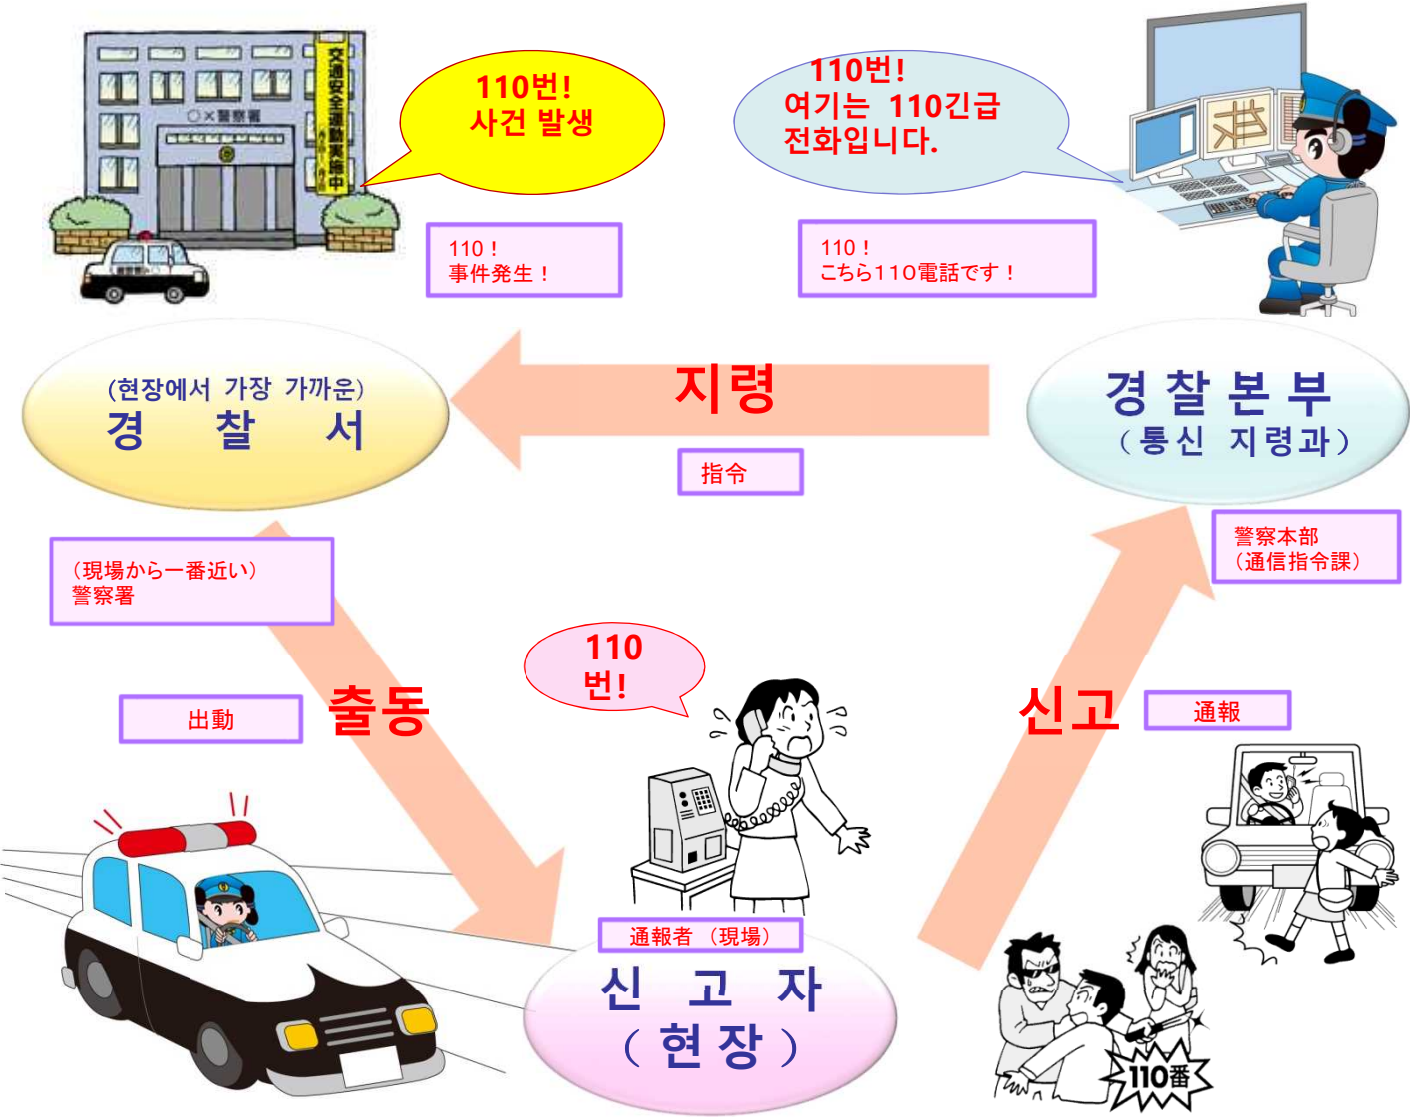 交通安全運動実施中
○×警察署
110번!
사건 발생
110번!
여기는 110긴급
전화입니다.
110！
事件発生！
110！
こちら１１０電話です！
(현장에서 가장 가까운)
경 찰 서
지령
경찰본부
（통신 지령과）
指令
警察本部
（通信指令課）
（現場から一番近い）
警察署
110
번!
出動
출동
신고
通報
通報者 （現場）
신 고 자
（현장）
110番